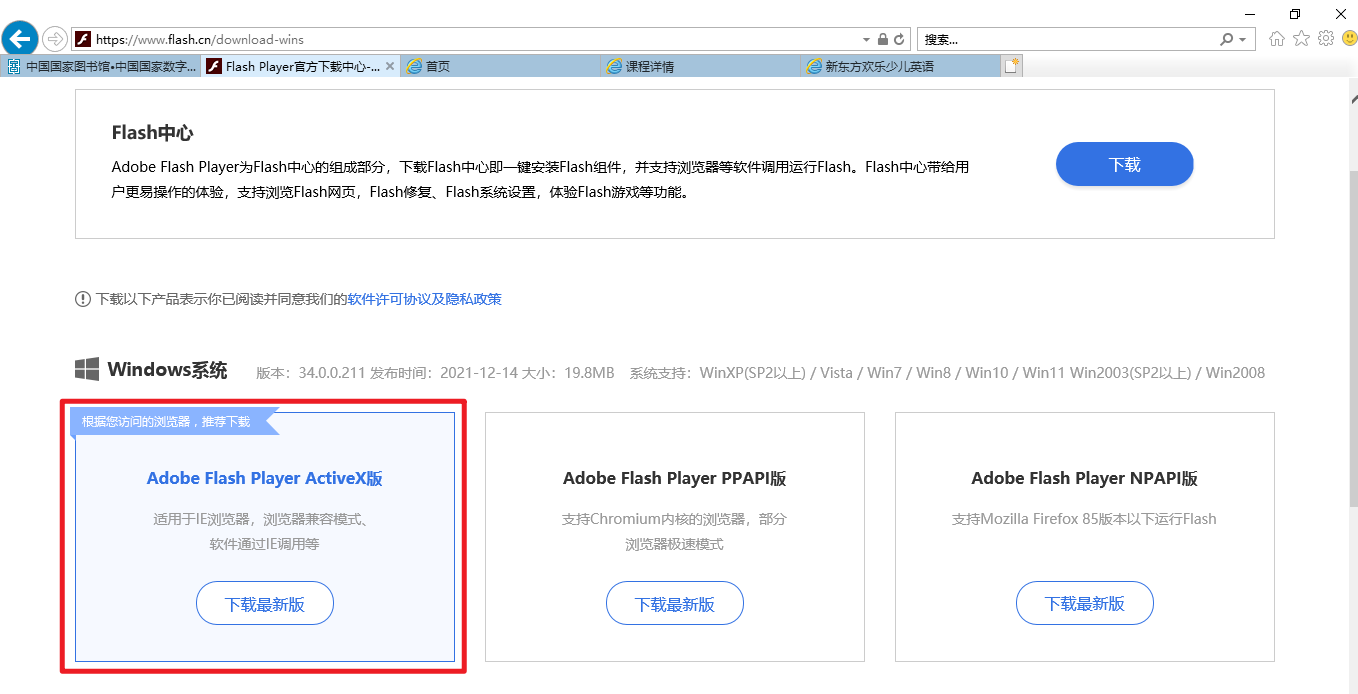 https://www.flash.cn/download-wins
搜索...
中国国家图书馆•中国国家数字...
Flash Player官方下载中心-...
首页
课程详情
新东方欢乐少儿英语
Flash中心
Adobe Flash Player为Flash中心的组成部分，下载Flash中心即一键安装Flash组件，并支持浏览器等软件调用运行Flash。Flash中心带给用
户更易操作的体验，支持浏览Flash网页，Flash修复、Flash系统设置，体验Flash游戏等功能。
下载
下载以下产品表示你已阅读并同意我们的软件许可协议及隐私政策
Windows系统
版本：34.0.0.211 发布时间：2021-12-14 大小：19.8MB 系统支持：WinXP(SP2以上) / Vista / Win7 / Win8 / Win10 / Win11 Win2003(SP2以上) / Win2008
根据您访问的浏览器，推荐下载
Adobe Flash Player ActiveX版
适用于IE浏览器，浏览器兼容模式、
软件通过IE调用等
下载最新版
Adobe Flash Player PPAPI版
支持Chromium内核的浏览器，部分
浏览器极速模式
下载最新版
Adobe Flash Player NPAPI版
支持Mozilla Firefox 85版本以下运行Flash
下载最新版